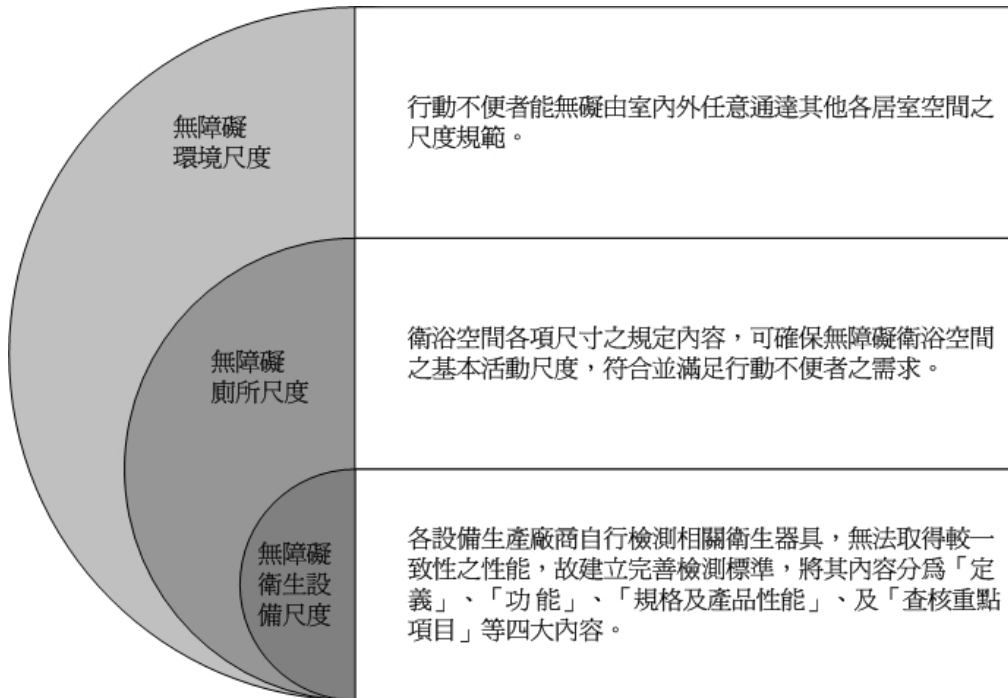 無障礙
環境尺度
行動不便者能無礙由室內外任意通達其他各居室空間之
尺度規範。
無障礙
廁所尺度
衛浴空間各項尺寸之規定內容，可確保無障礙衛浴空間
之基本活動尺度，符合並滿足行動不便者之需求。
無障礙
衛生設
備尺度
各設備生產廠商自行檢測相關衛生器具，無法取得較一
致性之性能，故建立完善檢測標準，將其內容分為「定
義」、「功能」、「規格及產品性能」、及「查核重點
項目」等四大內容。